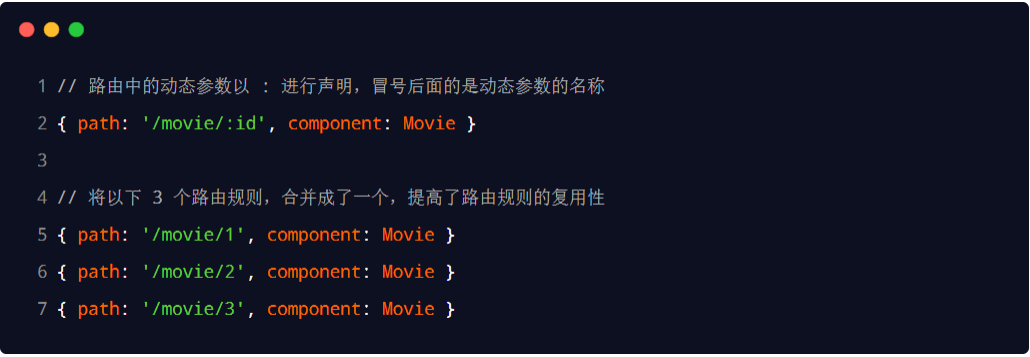 1 // 路由中的动态参数以 : 进行声明，冒号后面的是动态参数的名称
2 { path: '/movie/:id', component: Movie }
3
4 // 将以下 3 个路由规则，合并成了一个，提高了路由规则的复用性
5 { path: '/movie/1', component: Movie }
6 { path: '/movie/2', component: Movie }
7 { path: '/movie/3', component: Movie }